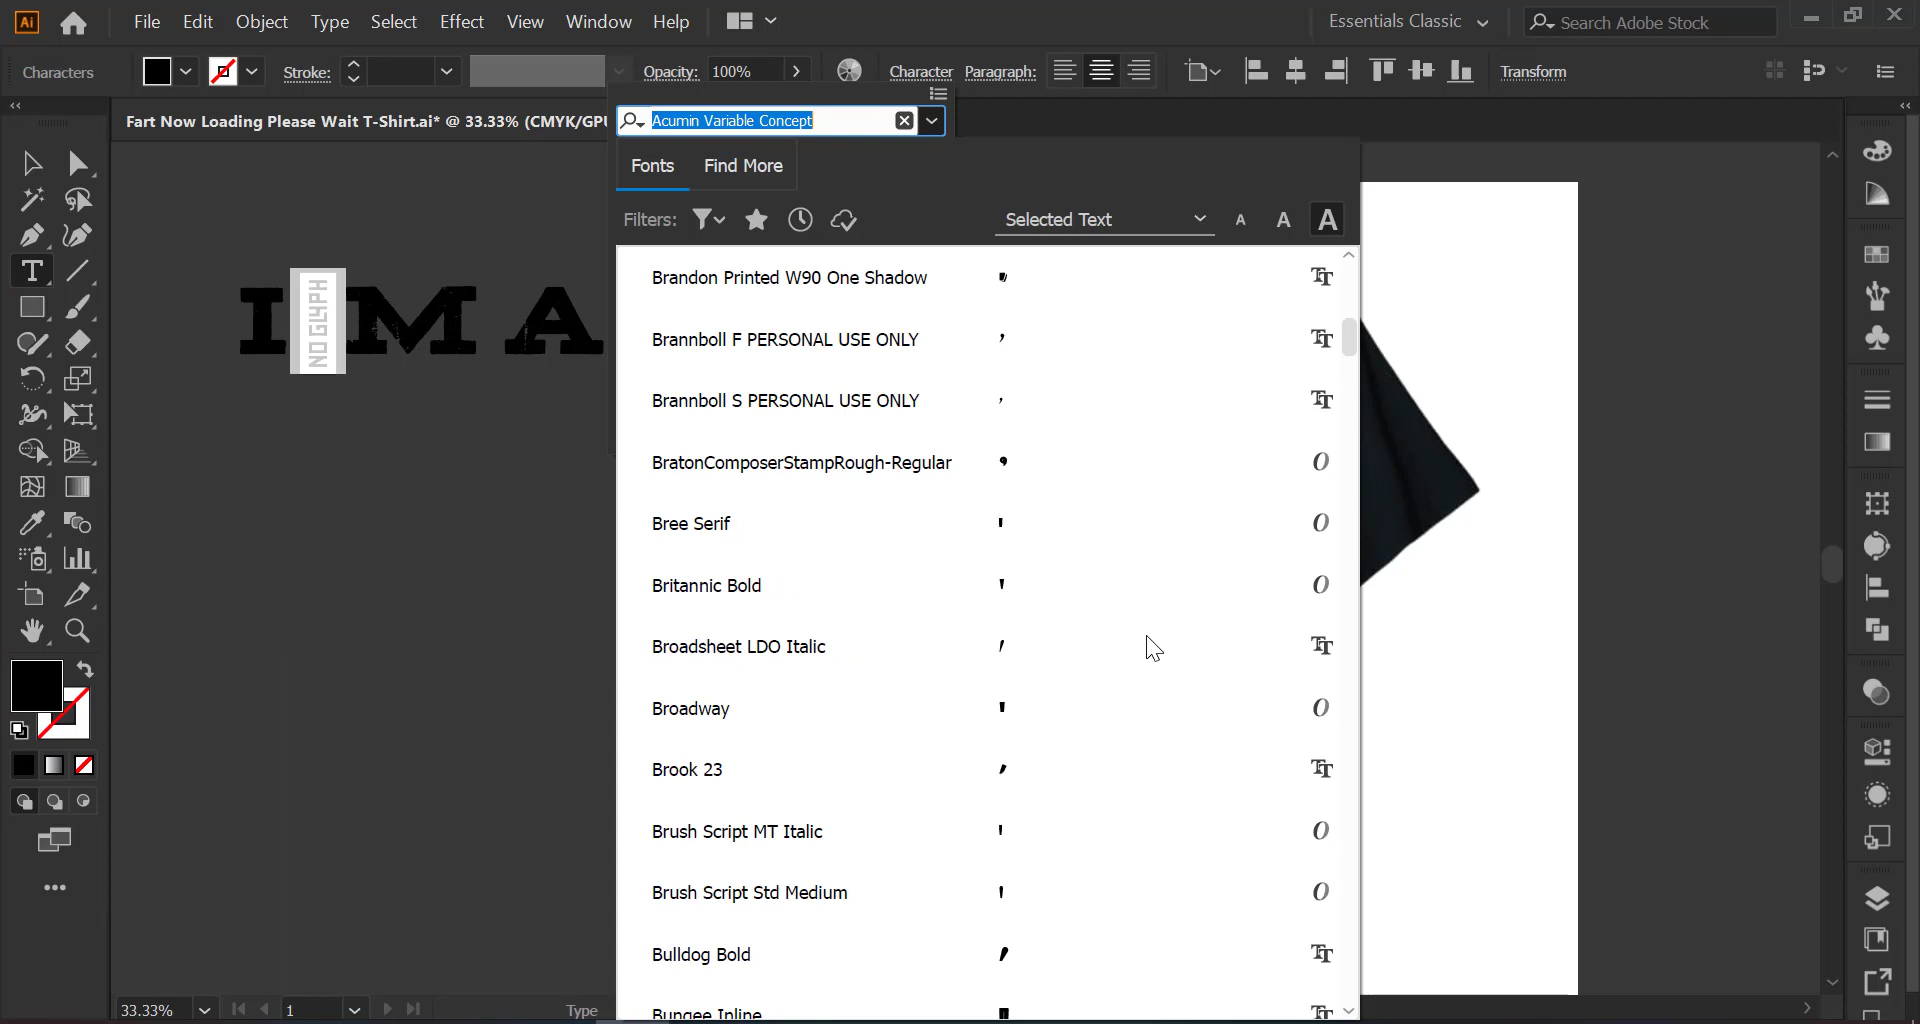 Ai File Edit Object Type Select Effect View Window Help Essentials Classic Search Adobe Stock
Characters Stroke: Opacity: 100% Character Paragraph: Transform
Fart Now Loading Please Wait T-Shirt.ai* @ 33.33% (CMYK/GPU
Acumin Variable Concept
Fonts Find More
Filters: Selected Text A A A
I NO GLYPH M A
Brandon Printed W90 One Shadow
Brannboll F PERSONAL USE ONLY
Brannboll S PERSONAL USE ONLY
BratonComposerStampRough-Regular
Bree Serif
Britannic Bold
Broadsheet LDO Italic
Broadway
Brook 23
Brush Script MT Italic
Brush Script Std Medium
Bulldog Bold
Bungee Inline
33.33% 1 Type